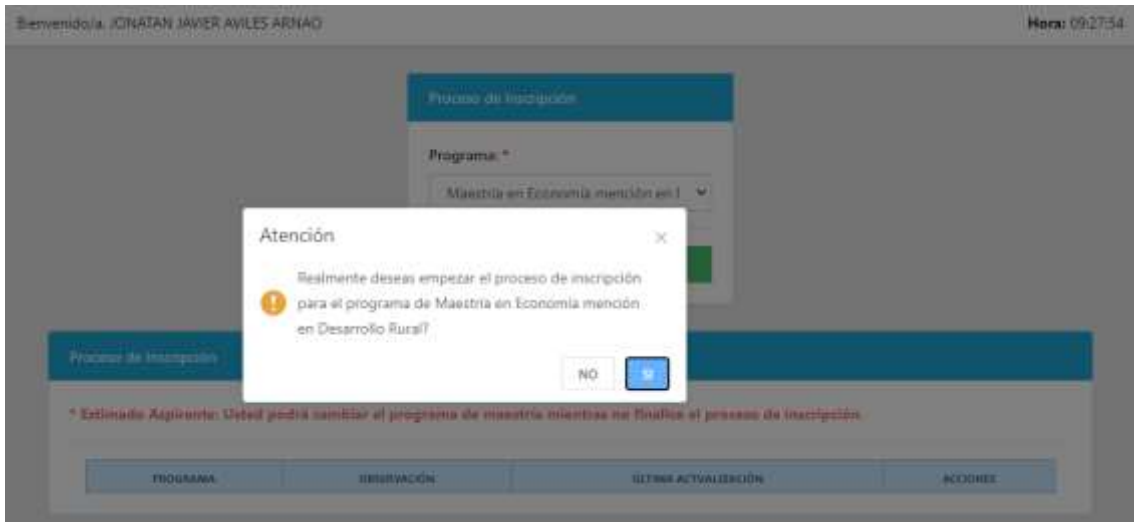 Bienvenido/a. JONATAN JAVIER AVILES ARNAO
Hora: 09:27:54
Proceso de Inscripción
Programa: *
Maestría en Economía mención en
Atención
Realmente deseas empezar el proceso de inscripción
para el programa de Maestría en Economía mención
en Desarrollo Rural?
NO
SI
Proceso de Inscripción
* Estimado Aspirante: Usted podrá cambiar el programa de maestría mientras no finalice el proceso de inscripción.
PROGRAMA
OBSERVACIÓN
ÚLTIMA ACTUALIZACIÓN
ACCIONES